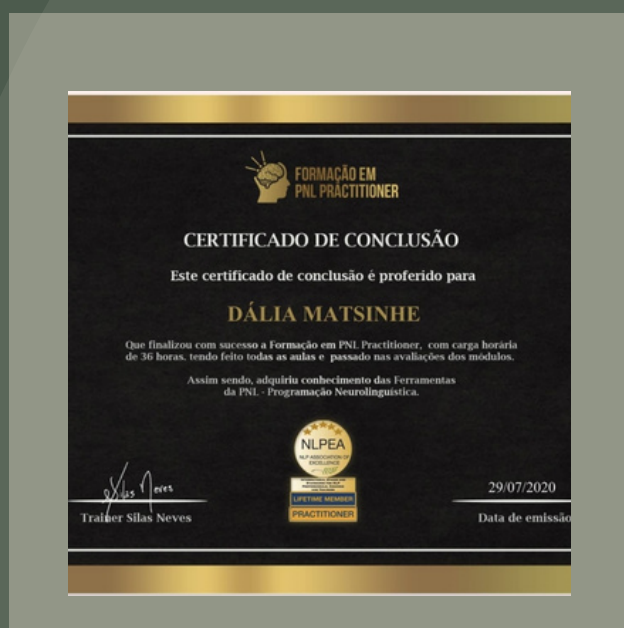 FORMAÇÃO EM
PNL PRACTITIONER
CERTIFICADO DE CONCLUSÃO
Este certificado de conclusão é proferido para
DÁLIA MATSINHE
Que finalizou com sucesso a Formação em PNL Practitioner, com carga horária
de 36 horas, tendo feito todas as aulas e passado nas avaliações dos módulos.
Assim sendo, adquiriu conhecimento das Ferramentas
da PNL - Programação Neurolinguística.
NLPEA
NLP ASSOCIATION OF
EXCELLENCE
LIFETIME MEMBER
PRACTITIONER
Silas Neves
Trainer Silas Neves
29/07/2020
Data de emissão